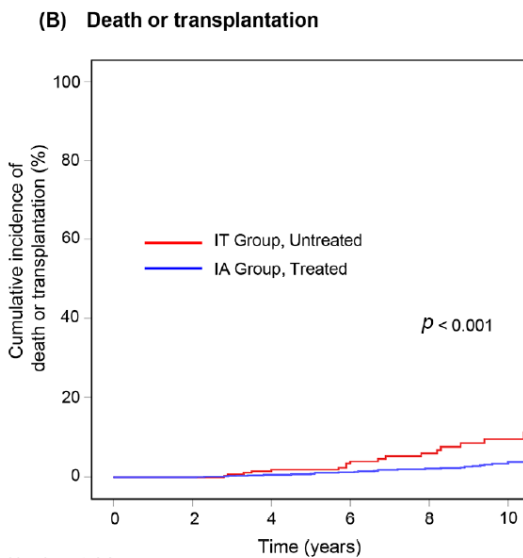 (B) Death or transplantation
100
80
60
40
20
0
Cumulative incidence of
death or transplantation (%)
IT Group, Untreated
IA Group, Treated
p < 0.001
0 2 4 6 8 10
Time (years)